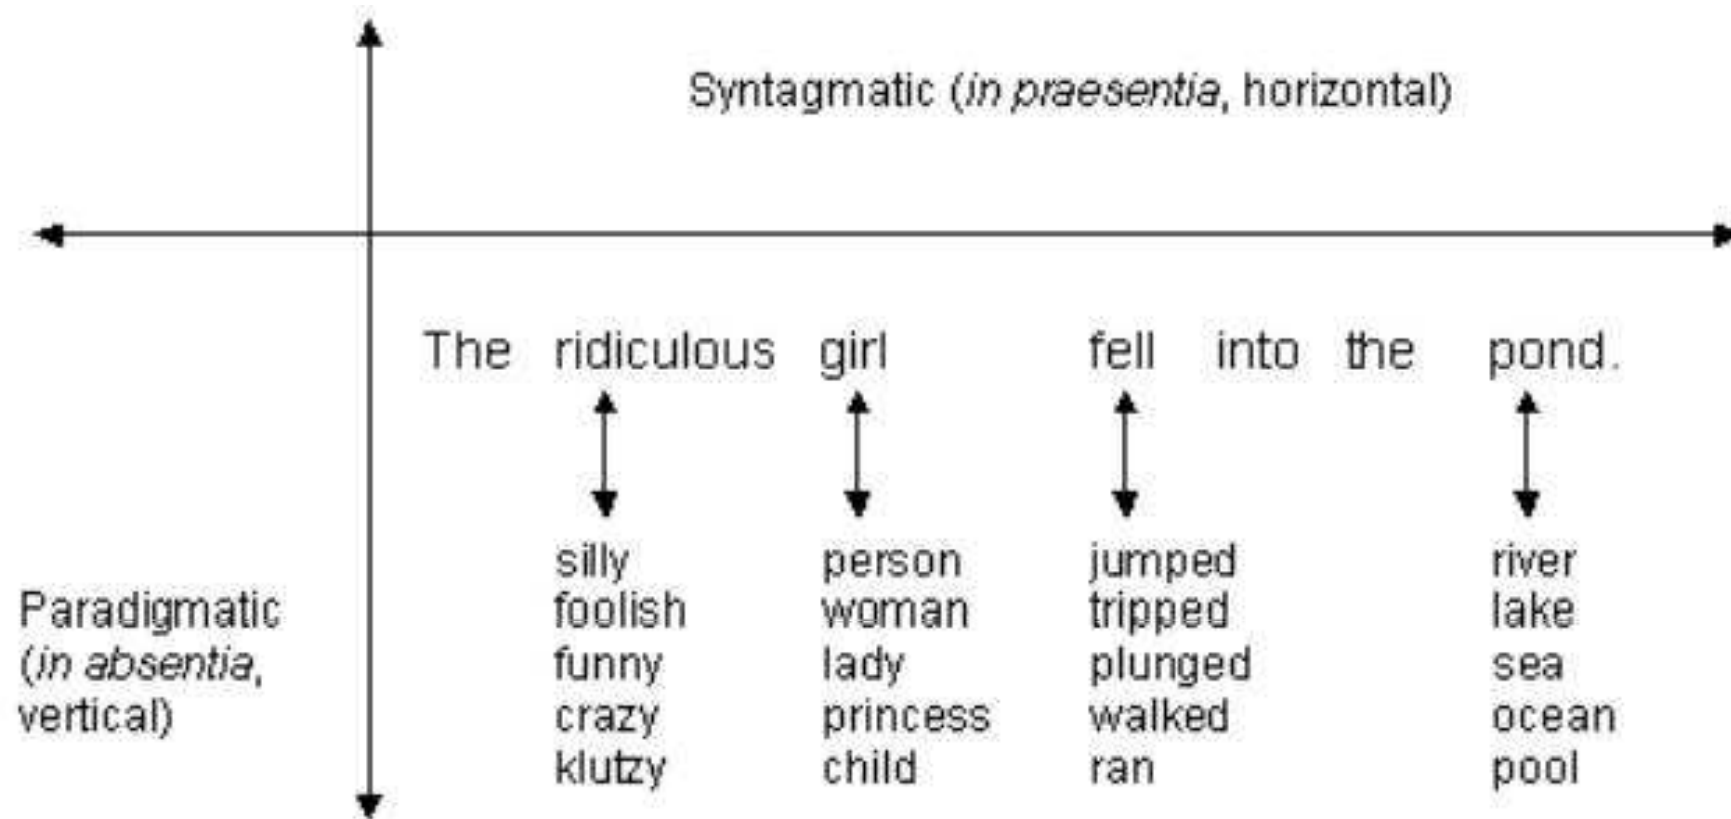 Syntagmatic (in praesentia, horizontal)
The ridiculous girl fell into the pond.
Paradigmatic
(in absentia,
vertical)
silly person jumped river
foolish woman tripped lake
funny lady plunged sea
crazy princess walked ocean
klutzy child ran pool